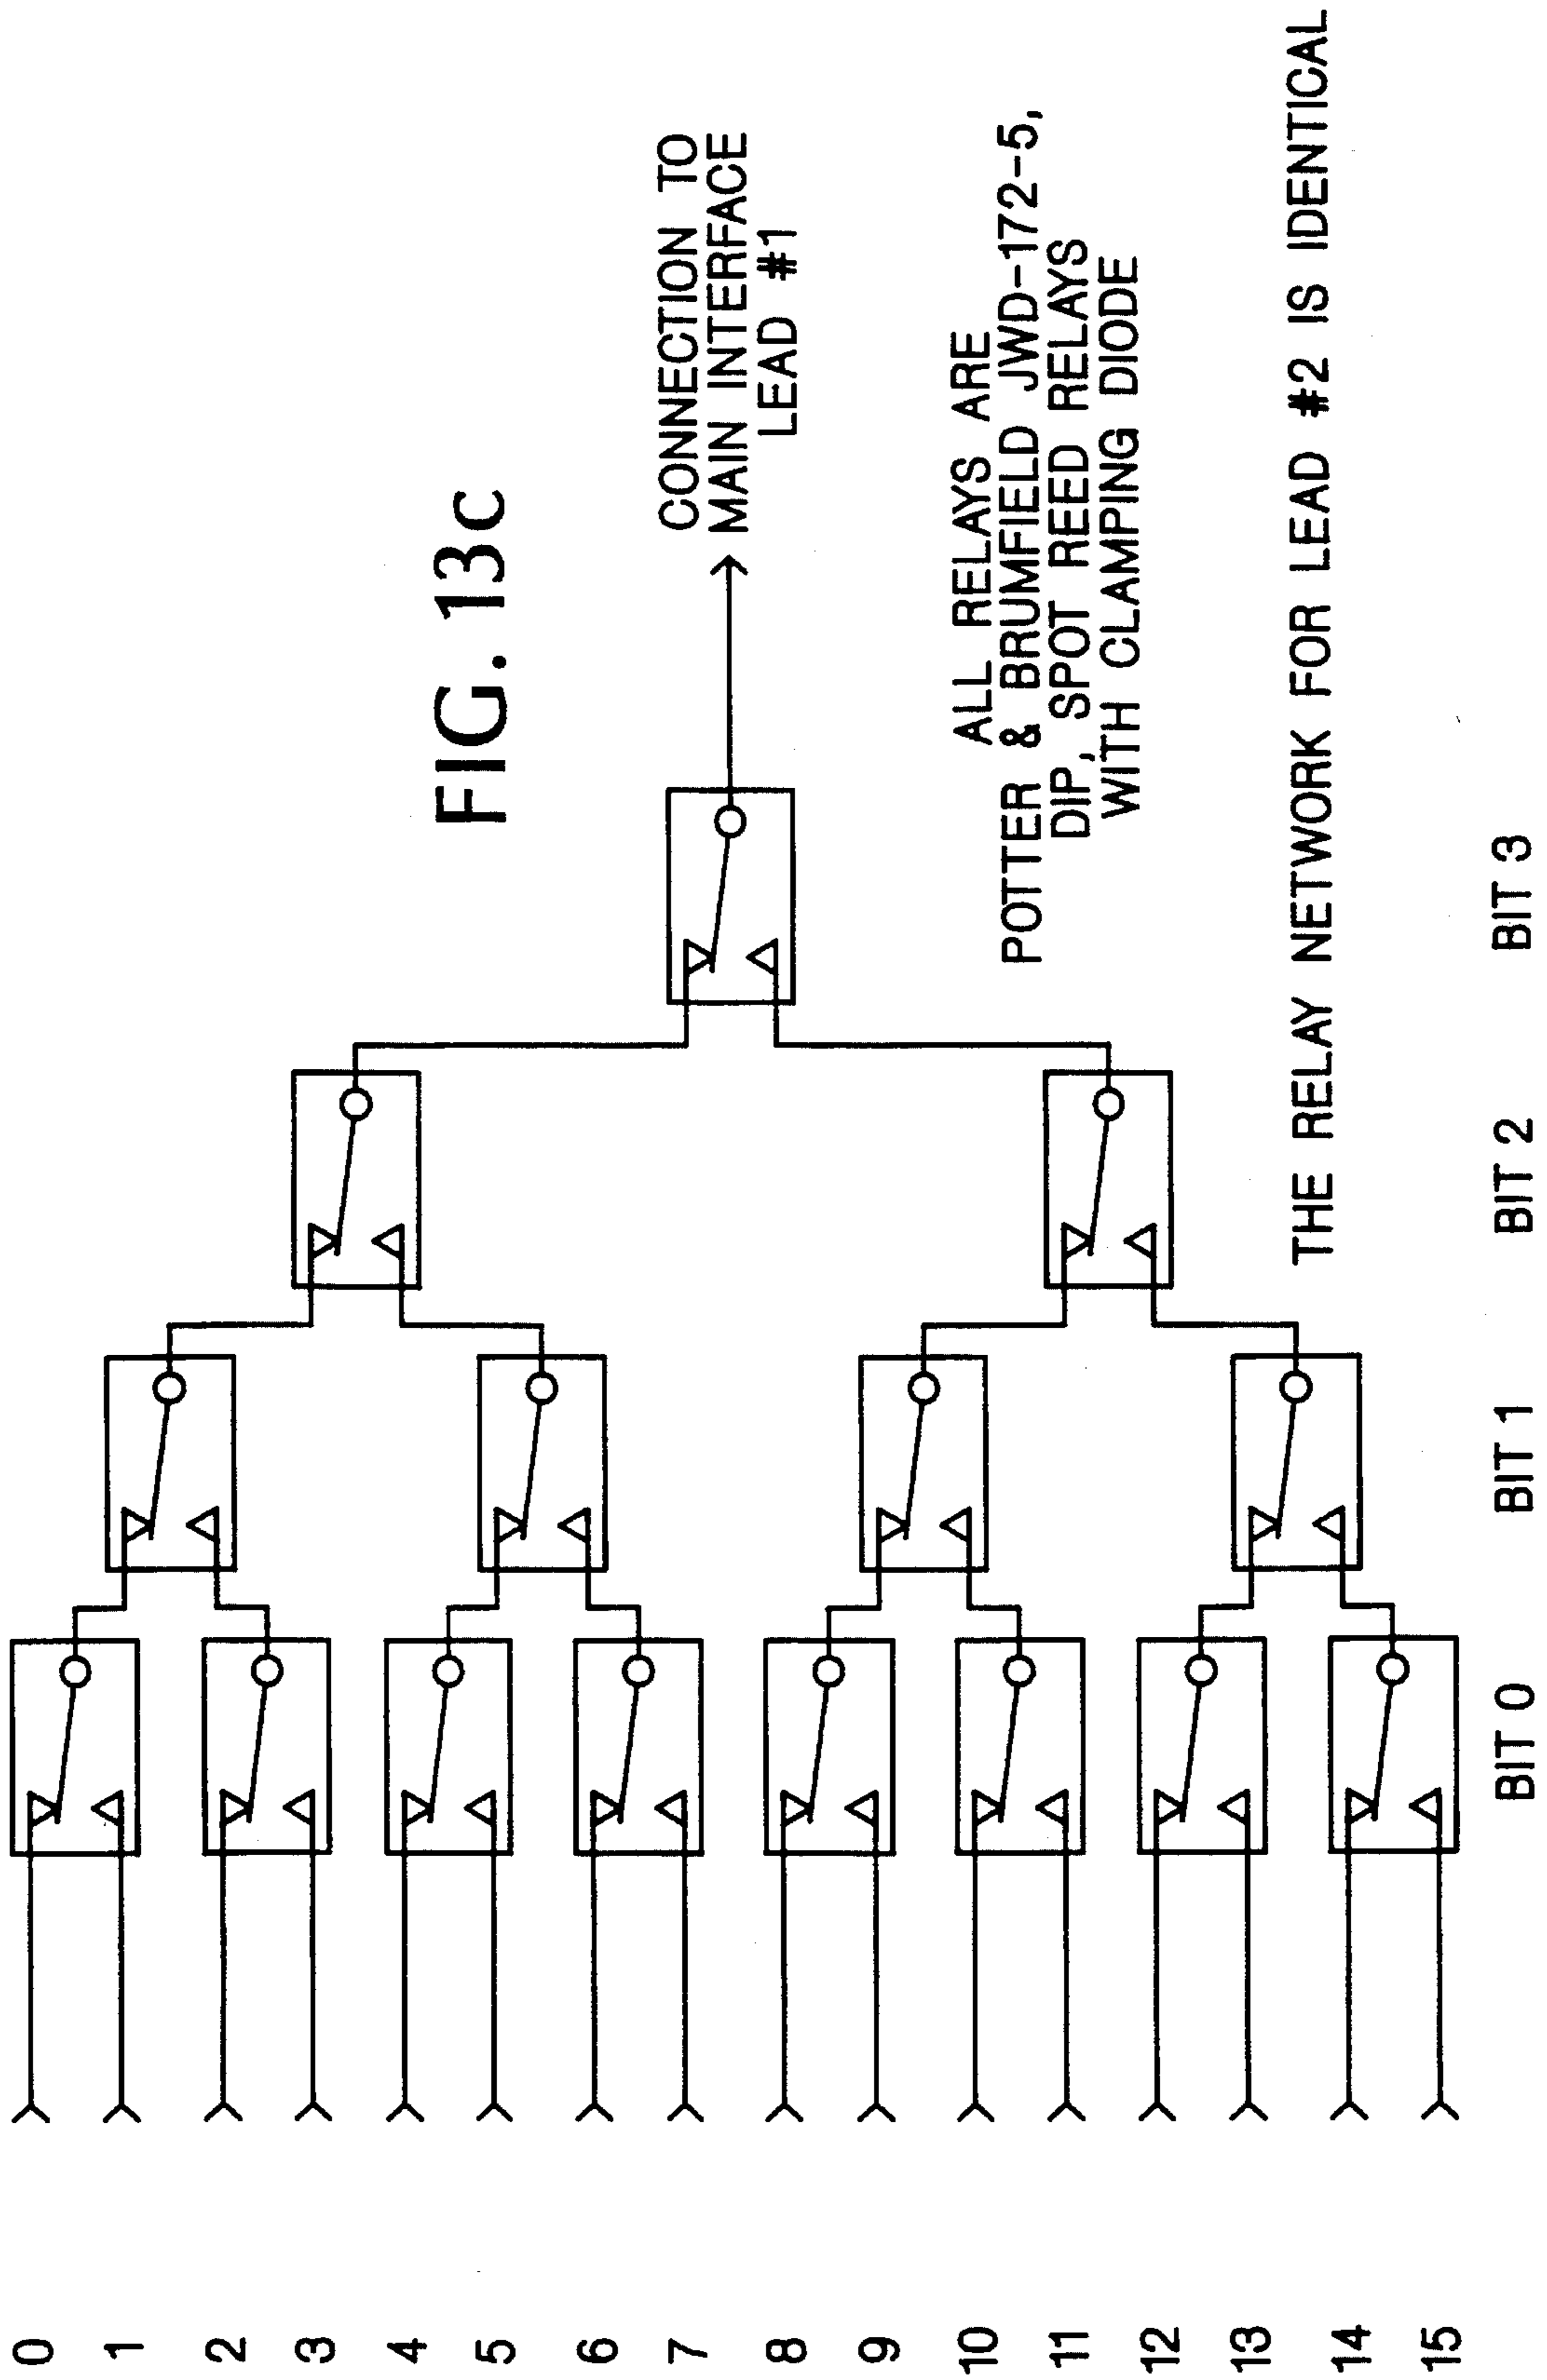 FIG. 13c
0
1
2
3
4
5
6
7
8
9
10
11
12
13
14
15
CONNECTION TO
MAIN INTERFACE
LEAD #1
ALL RELAYS ARE
POTTER & BRUMFIELD JWD-172-5,
DIP, SPOT REED RELAYS
WITH CLAMPING DIODE
THE RELAY NETWORK FOR LEAD #2 IS IDENTICAL
BIT 0
BIT 1
BIT 2
BIT 3